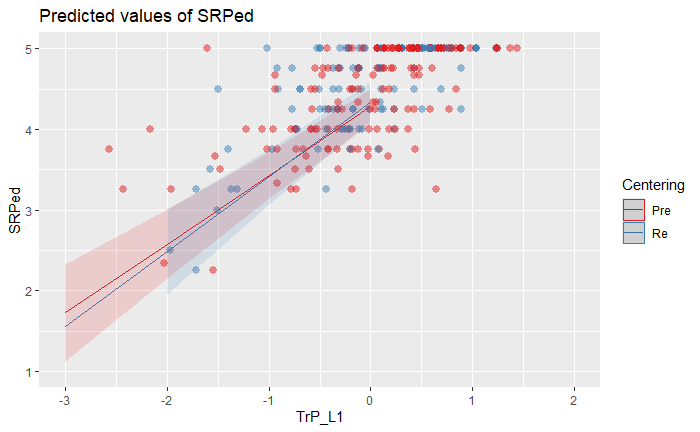 Predicted values of SRPed
5
4
3
2
1
SRPed
-3
-2
-1
0
1
2
TrP_L1
Centering
Pre
Re